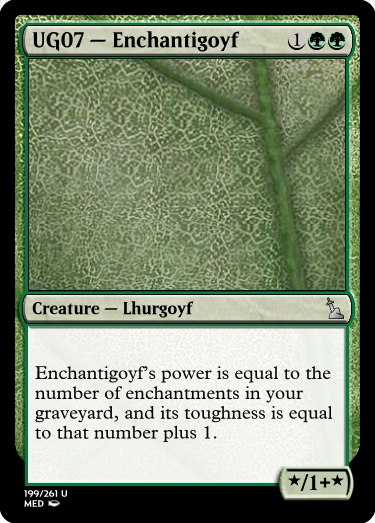 UG07 — Enchantigoyf 1
Creature — Lhurgoyf
Enchantigoyf's power is equal to the
number of enchantments in your
graveyard, and its toughness is equal
to that number plus 1.
★/1+★
199/261 U
MED